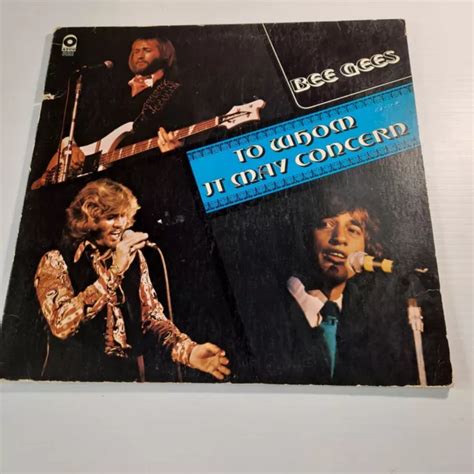 BEE GEES
TO WHOM
IT MAY CONCERN